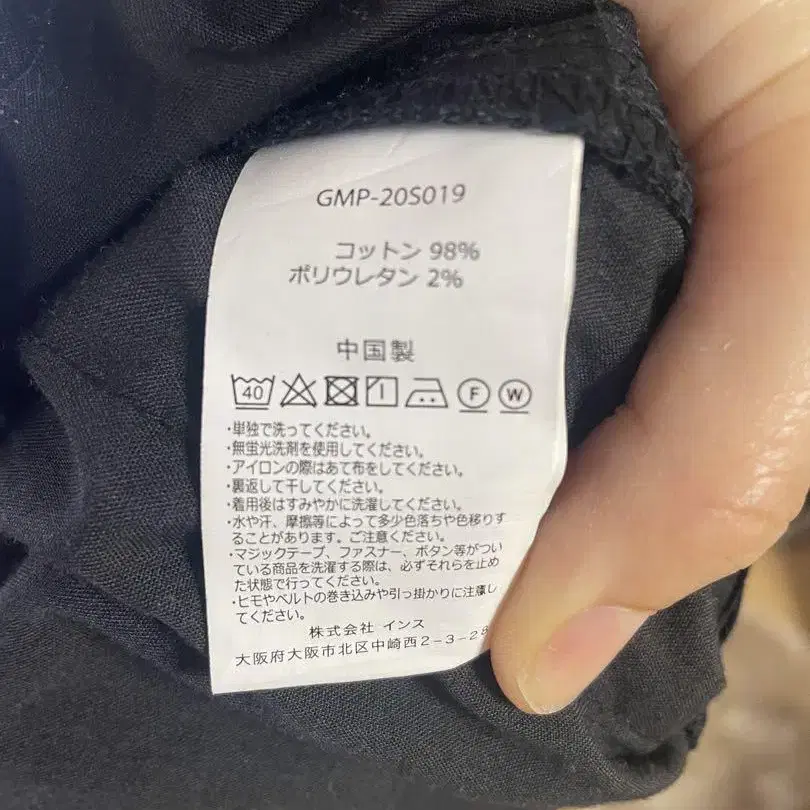 GMP-20S019
コットン 98%
ポリウレタン 2%
中国製
40 F W
・単独で洗ってください。
・無蛍光洗剤を使用してください。
・アイロンの際はあて布をしてください。
・裏返して干してください。
・着用後はすみやかに洗濯してください。
・水や汗、摩擦等によって多少色落ちや色移りす
ることがあります。ご注意ください。
・マジックテープ、ファスナー、ボタン等がつい
ている商品を洗濯する際は、必ずそれらを止め
た状態で行ってください。
・ヒモやベルトの巻き込みや引っ掛かりに注意し
てください。
株式会社 インス
大阪府大阪市北区中崎西2-3-28